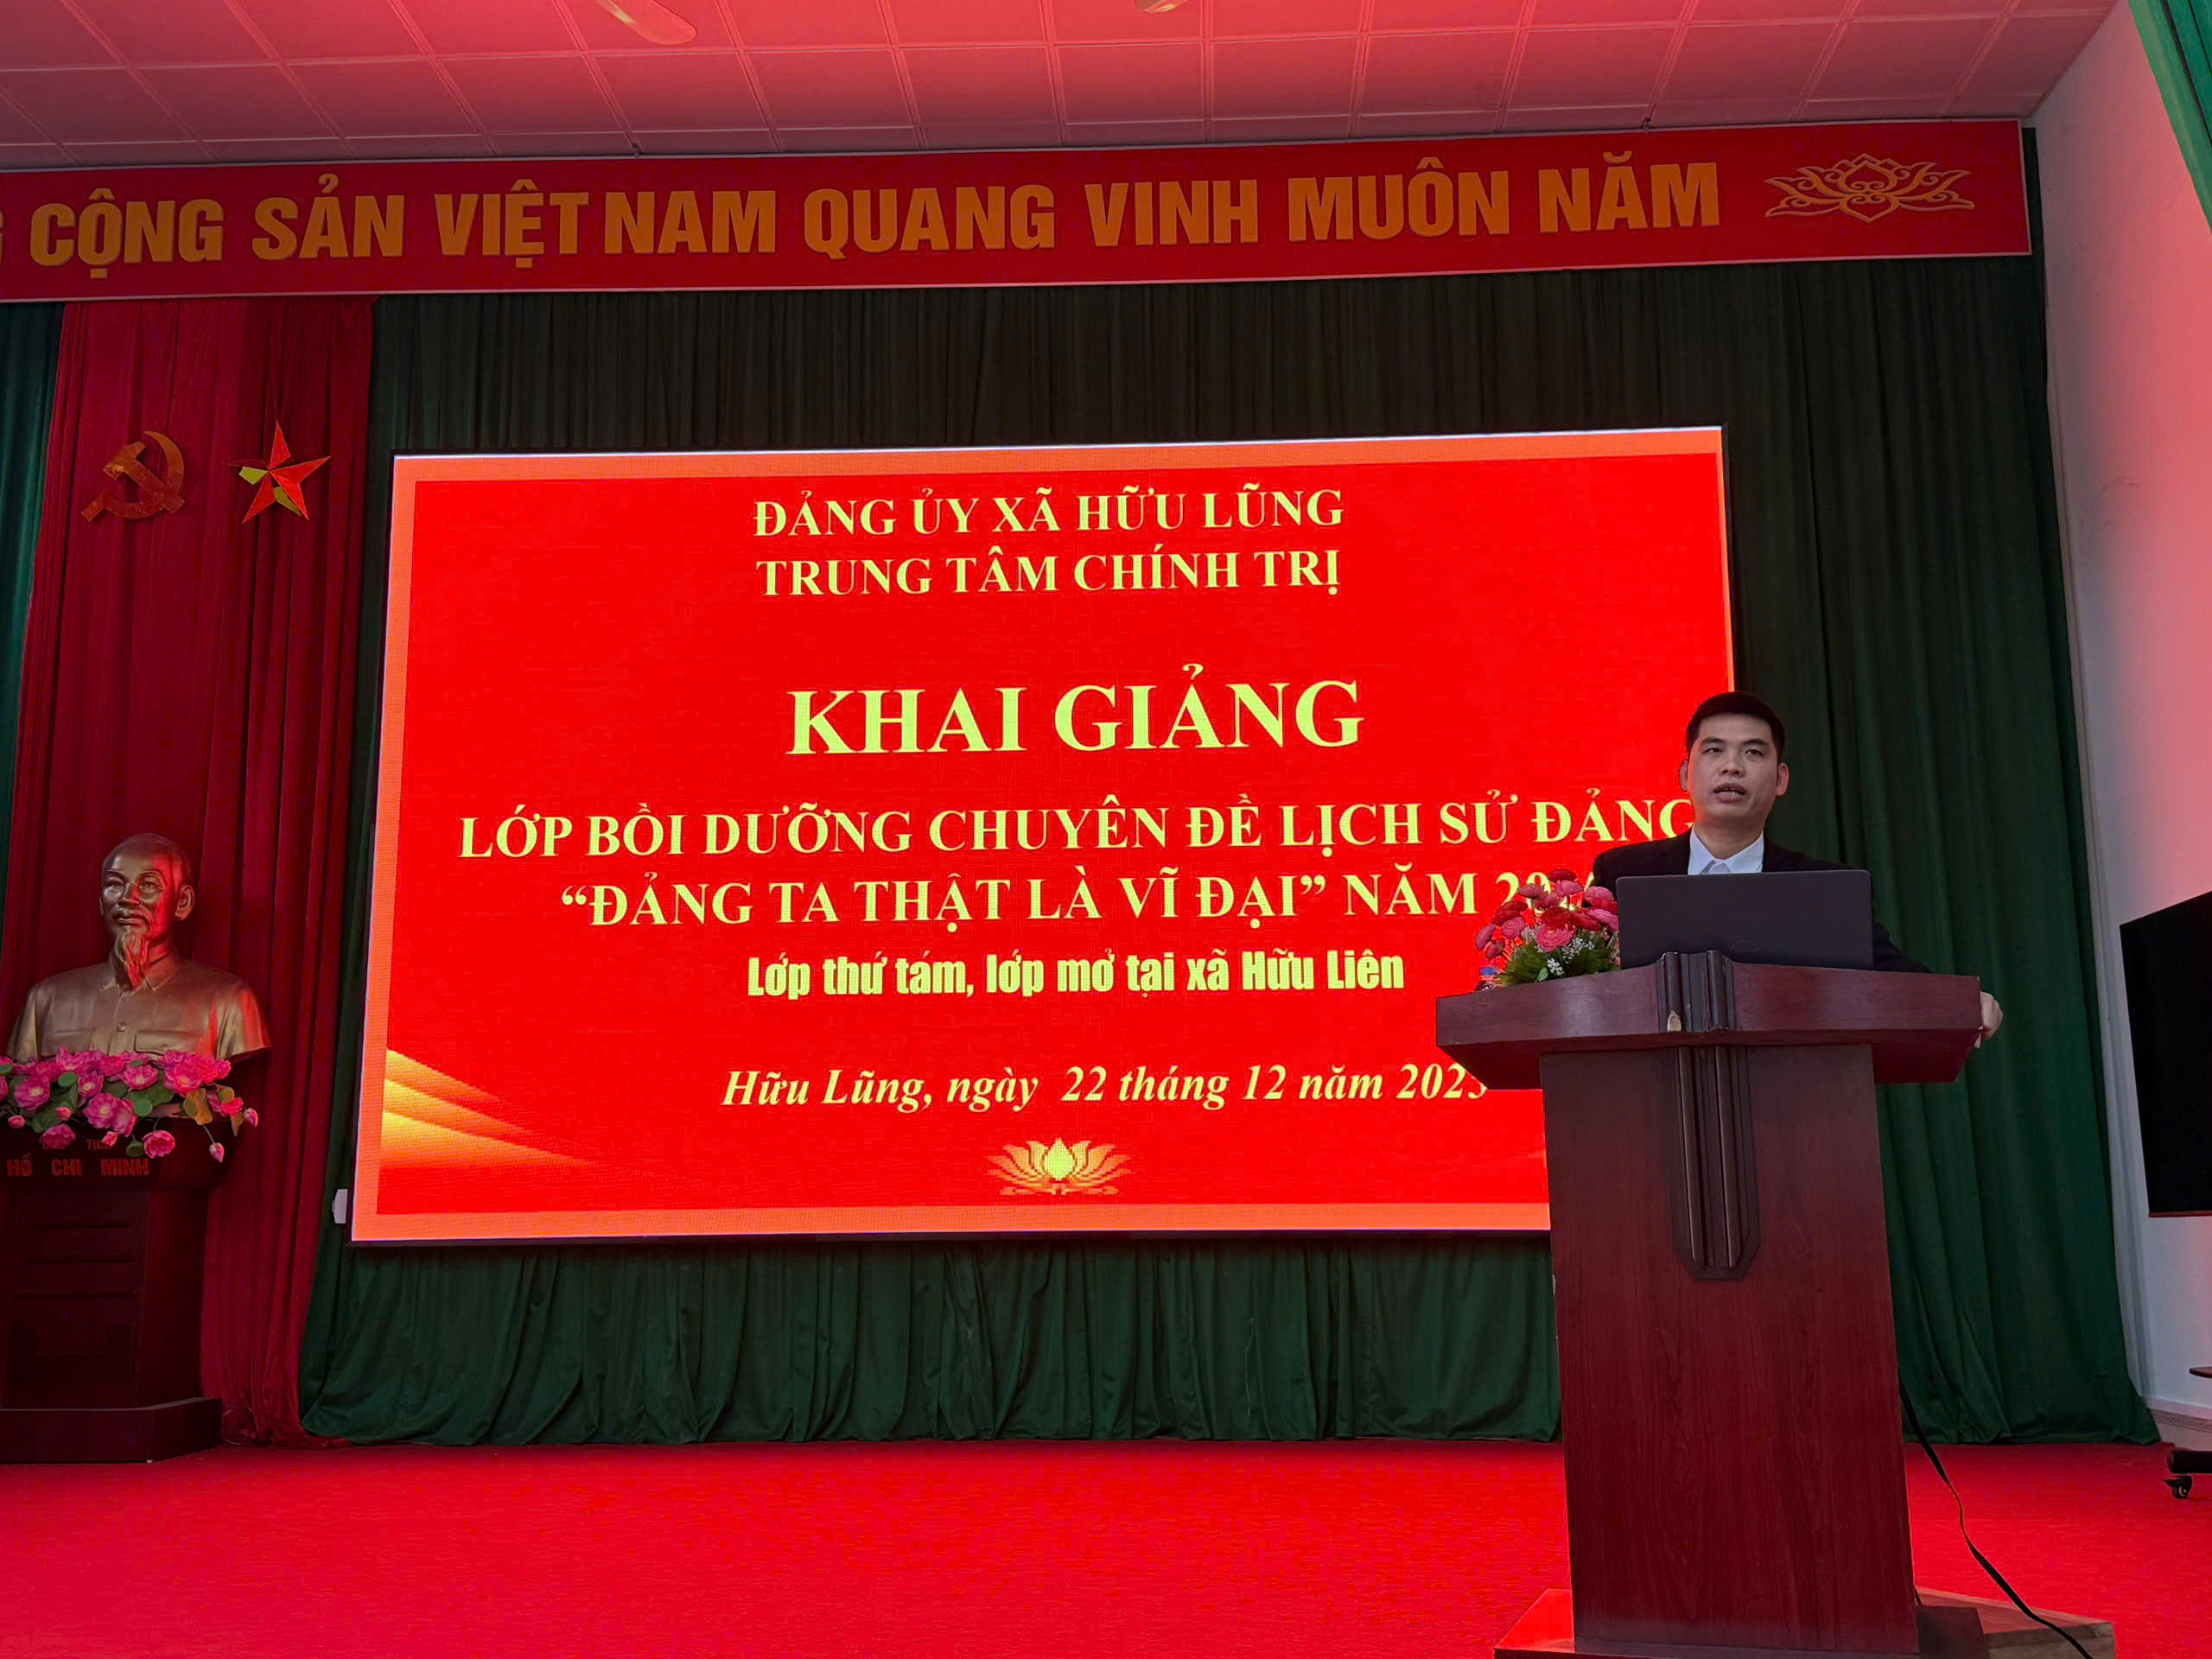 CỘNG SẢN VIỆT NAM QUANG VINH MUÔN NĂM
ĐẢNG ỦY XÃ HỮU LŨNG
TRUNG TÂM CHÍNH TRỊ
KHAI GIẢNG
LỚP BỒI DƯỠNG CHUYÊN ĐỀ LỊCH SỬ ĐẢNG
“ĐẢNG TA THẬT LÀ VĨ ĐẠI” NĂM
Lớp thứ tám, lớp mở tại xã Hữu Liên
Hữu Lũng, ngày 22 tháng 12 năm 2025
HỒ CHÍ MINH